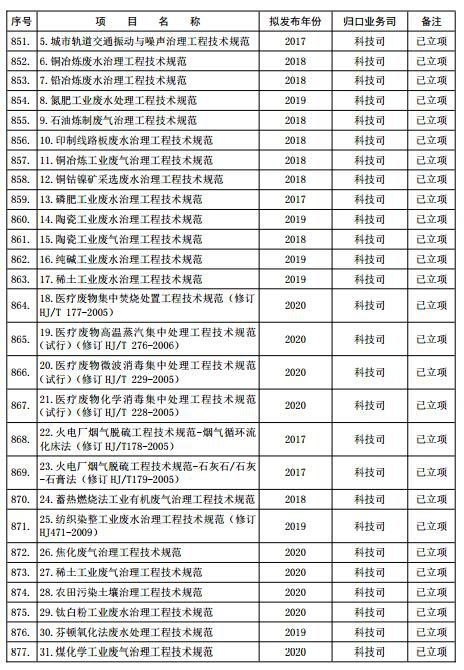 序号 项 目 名 称 拟发布年份 归口业务司 备注
851. 5.城市轨道交通振动与噪声治理工程技术规范 2017 科技司 已立项
852. 6.铜冶炼废水治理工程技术规范 2018 科技司 已立项
853. 7.铅冶炼废水治理工程技术规范 2018 科技司 已立项
854. 8.氮肥工业废水处理工程技术规范 2019 科技司 已立项
855. 9.石油炼制废气治理工程技术规范 2018 科技司 已立项
856. 10.印制线路板废水治理工程技术规范 2018 科技司 已立项
857. 11.铜冶炼工业废气治理工程技术规范 2018 科技司 已立项
858. 12.铜钴镍矿采选废水治理工程技术规范 2018 科技司 已立项
859. 13.磷肥工业废水治理工程技术规范 2017 科技司 已立项
860. 14.陶瓷工业废水治理工程技术规范 2019 科技司 已立项
861. 15.陶瓷工业废气治理工程技术规范 2018 科技司 已立项
862. 16.纯碱工业废水治理工程技术规范 2019 科技司 已立项
863. 17.稀土工业废水治理工程技术规范 2019 科技司 已立项
864. 18.医疗废物集中焚烧处置工程技术规范（修订
HJ/T 177-2005） 2020 科技司 已立项
865. 19.医疗废物高温蒸汽集中处理工程技术规范
（试行）（修订 HJ/T 276-2006） 2020 科技司 已立项
866. 20.医疗废物微波消毒集中处理工程技术规范
（试行）（修订 HJ/T 229-2005） 2020 科技司 已立项
867. 21.医疗废物化学消毒集中处理工程技术规范
（试行）（修订 HJ/T 228-2005） 2020 科技司 已立项
868. 22.火电厂烟气脱硫工程技术规范-烟气循环流
化床法（修订 HJ/T178-2005） 2017 科技司 已立项
869. 23.火电厂烟气脱硫工程技术规范-石灰石/石灰
-石膏法（修订 HJ/T179-2005） 2017 科技司 已立项
870. 24.蓄热燃烧法工业有机废气治理工程技术规范 2018 科技司 已立项
871. 25.纺织染整工业废水治理工程技术规范（修订
HJ471-2009） 2019 科技司 已立项
872. 26.焦化废气治理工程技术规范 2020 科技司 已立项
873. 27.稀土工业废气治理工程技术规范 2020 科技司 已立项
874. 28.农田污染土壤治理工程技术规范 2020 科技司 已立项
875. 29.钛白粉工业废水治理工程技术规范 2020 科技司 已立项
876. 30.芬顿氧化法废水处理工程技术规范 2019 科技司 已立项
877. 31.煤化学工业废气治理工程技术规范 2020 科技司 已立项